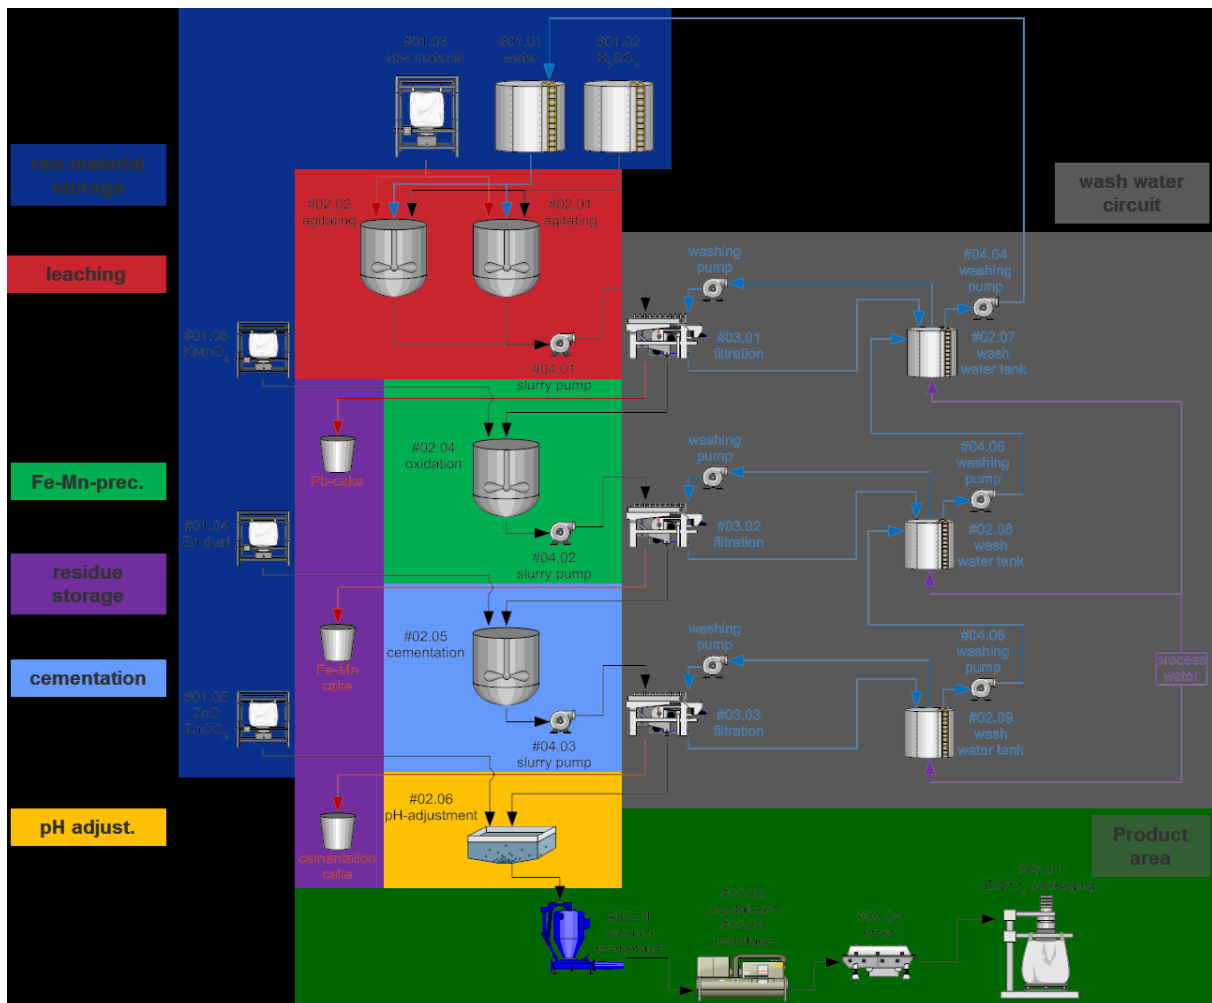 #01.03
raw material
#01.01
water
#01.02
H₂SO₄
raw material
storage
wash water
circuit
#02.02
agitating
#02.01
agitating
leaching
washing
pump
#04.04
washing
pump
#01.06
KMnO₄
#03.01
filtration
#02.07
wash
water tank
#04.01
slurry pump
#02.04
oxidation
washing
pump
#04.05
washing
pump
Pb-cake
Fe-Mn-prec.
#01.04
Zn dust
#03.02
filtration
#02.08
wash
water tank
#04.02
slurry pump
residue
storage
#02.05
cementation
washing
pump
#04.06
washing
pump
process
water
Fe-Mn
cake
cementation
#01.05
ZnO
ZnCO₃
#03.03
filtration
#02.09
wash
water tank
#04.03
slurry pump
#02.06
pH-adjustment
pH adjust.
cementation
cake
Product
area
vacuum
#08.01
ZnSO₄ packaging
crystallizer
centrifuge
dryer